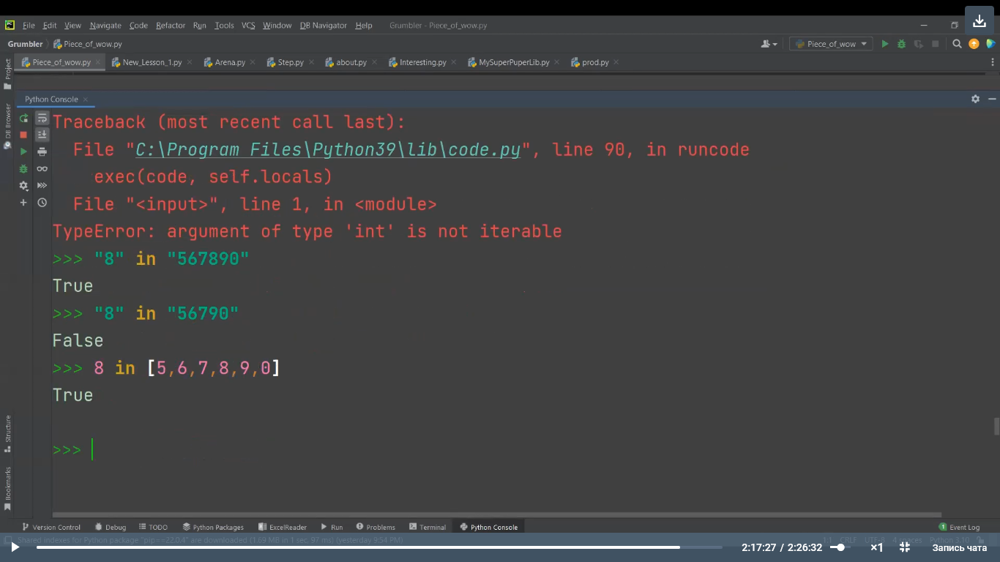 File Edit View Navigate Code Refactor Run Tools VCS Window DB Navigator Help Grumbler - Piece_of_wow.py
Grumbler Piece_of_wow.py Piece_of_wow
Piece_of_wow.py New_Lesson_1.py Arena.py Step.py about.py Interesting.py MySuperPuperLib.py prod.py
Project
DB Browser
Structure
Bookmarks
Python Console
Traceback (most recent call last):
File "C:\Program Files\Python39\lib\code.py", line 90, in runcode
exec(code, self.locals)
File "<input>", line 1, in <module>
TypeError: argument of type 'int' is not iterable
>>> "8" in "567890"
True
>>> "8" in "56790"
False
>>> 8 in [5,6,7,8,9,0]
True
>>>
Version Control Debug TODO Python Packages ExcelReader Run Problems Terminal Python Console 1 Event Log
Shared indexes for Python package "pip==22.0.4" are downloaded (1.69 MB in 1 sec, 97 ms) (yesterday 9:54 PM) 1:1 CRLF UTF-8 4 spaces Python 3.10
2:17:27 / 2:26:32 ×1 Запись чата